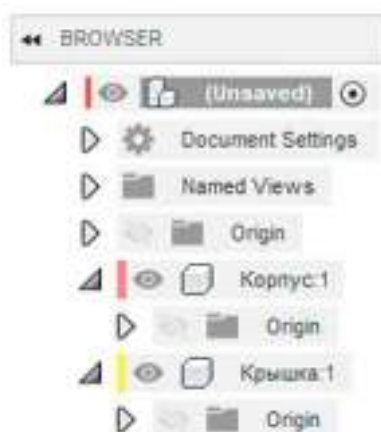 BROWSER
(Unsaved)
Document Settings
Named Views
Origin
Корпус:1
Origin
Крышка:1
Origin